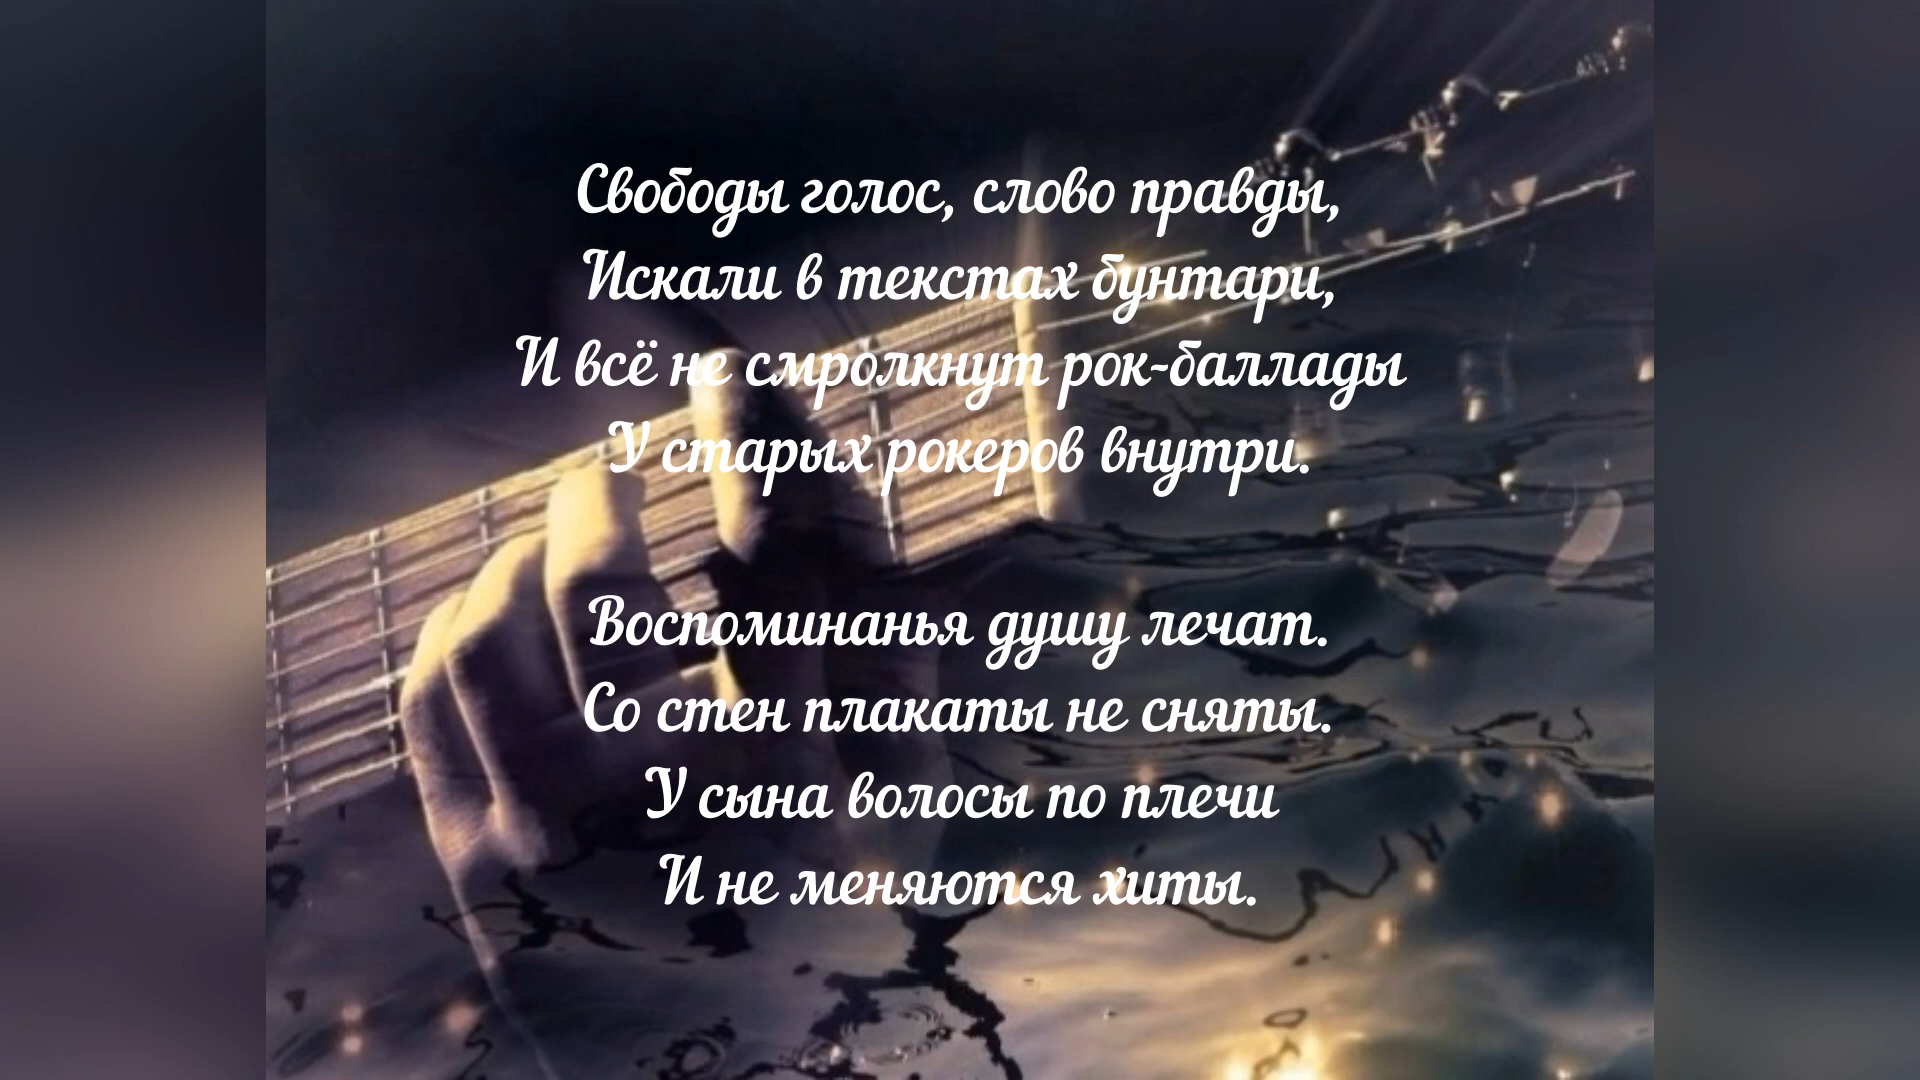 Свободы голос, слово правды,
Искали в текстах бунтари,
И всё не смролкнут рок-баллады
У старых рокеров внутри.
Воспоминанья душу лечат.
Со стен плакаты не сняты.
У сына волосы по плечи
И не меняются хиты.